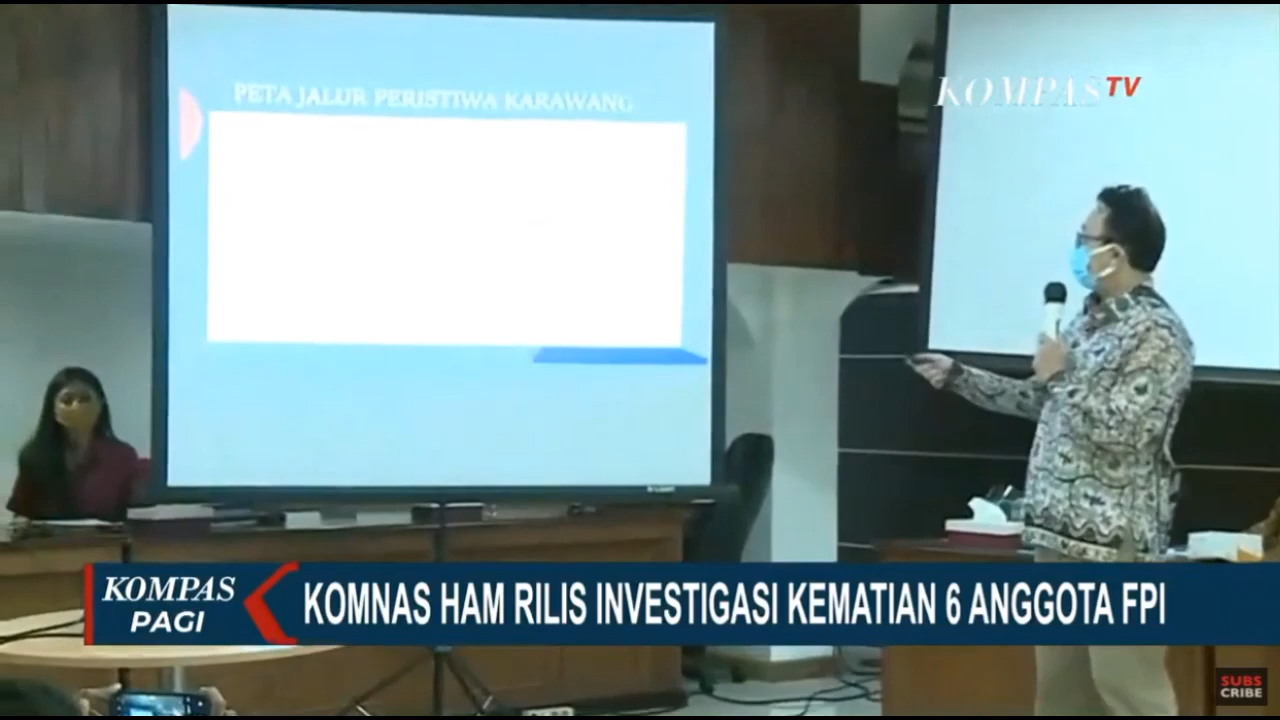 PETA JALUR PERISTIWA KARAWANG
KOMPAS TV
KOMPAS
PAGI
KOMNAS HAM RILIS INVESTIGASI KEMATIAN 6 ANGGOTA FPI
SUBS
CRIBE